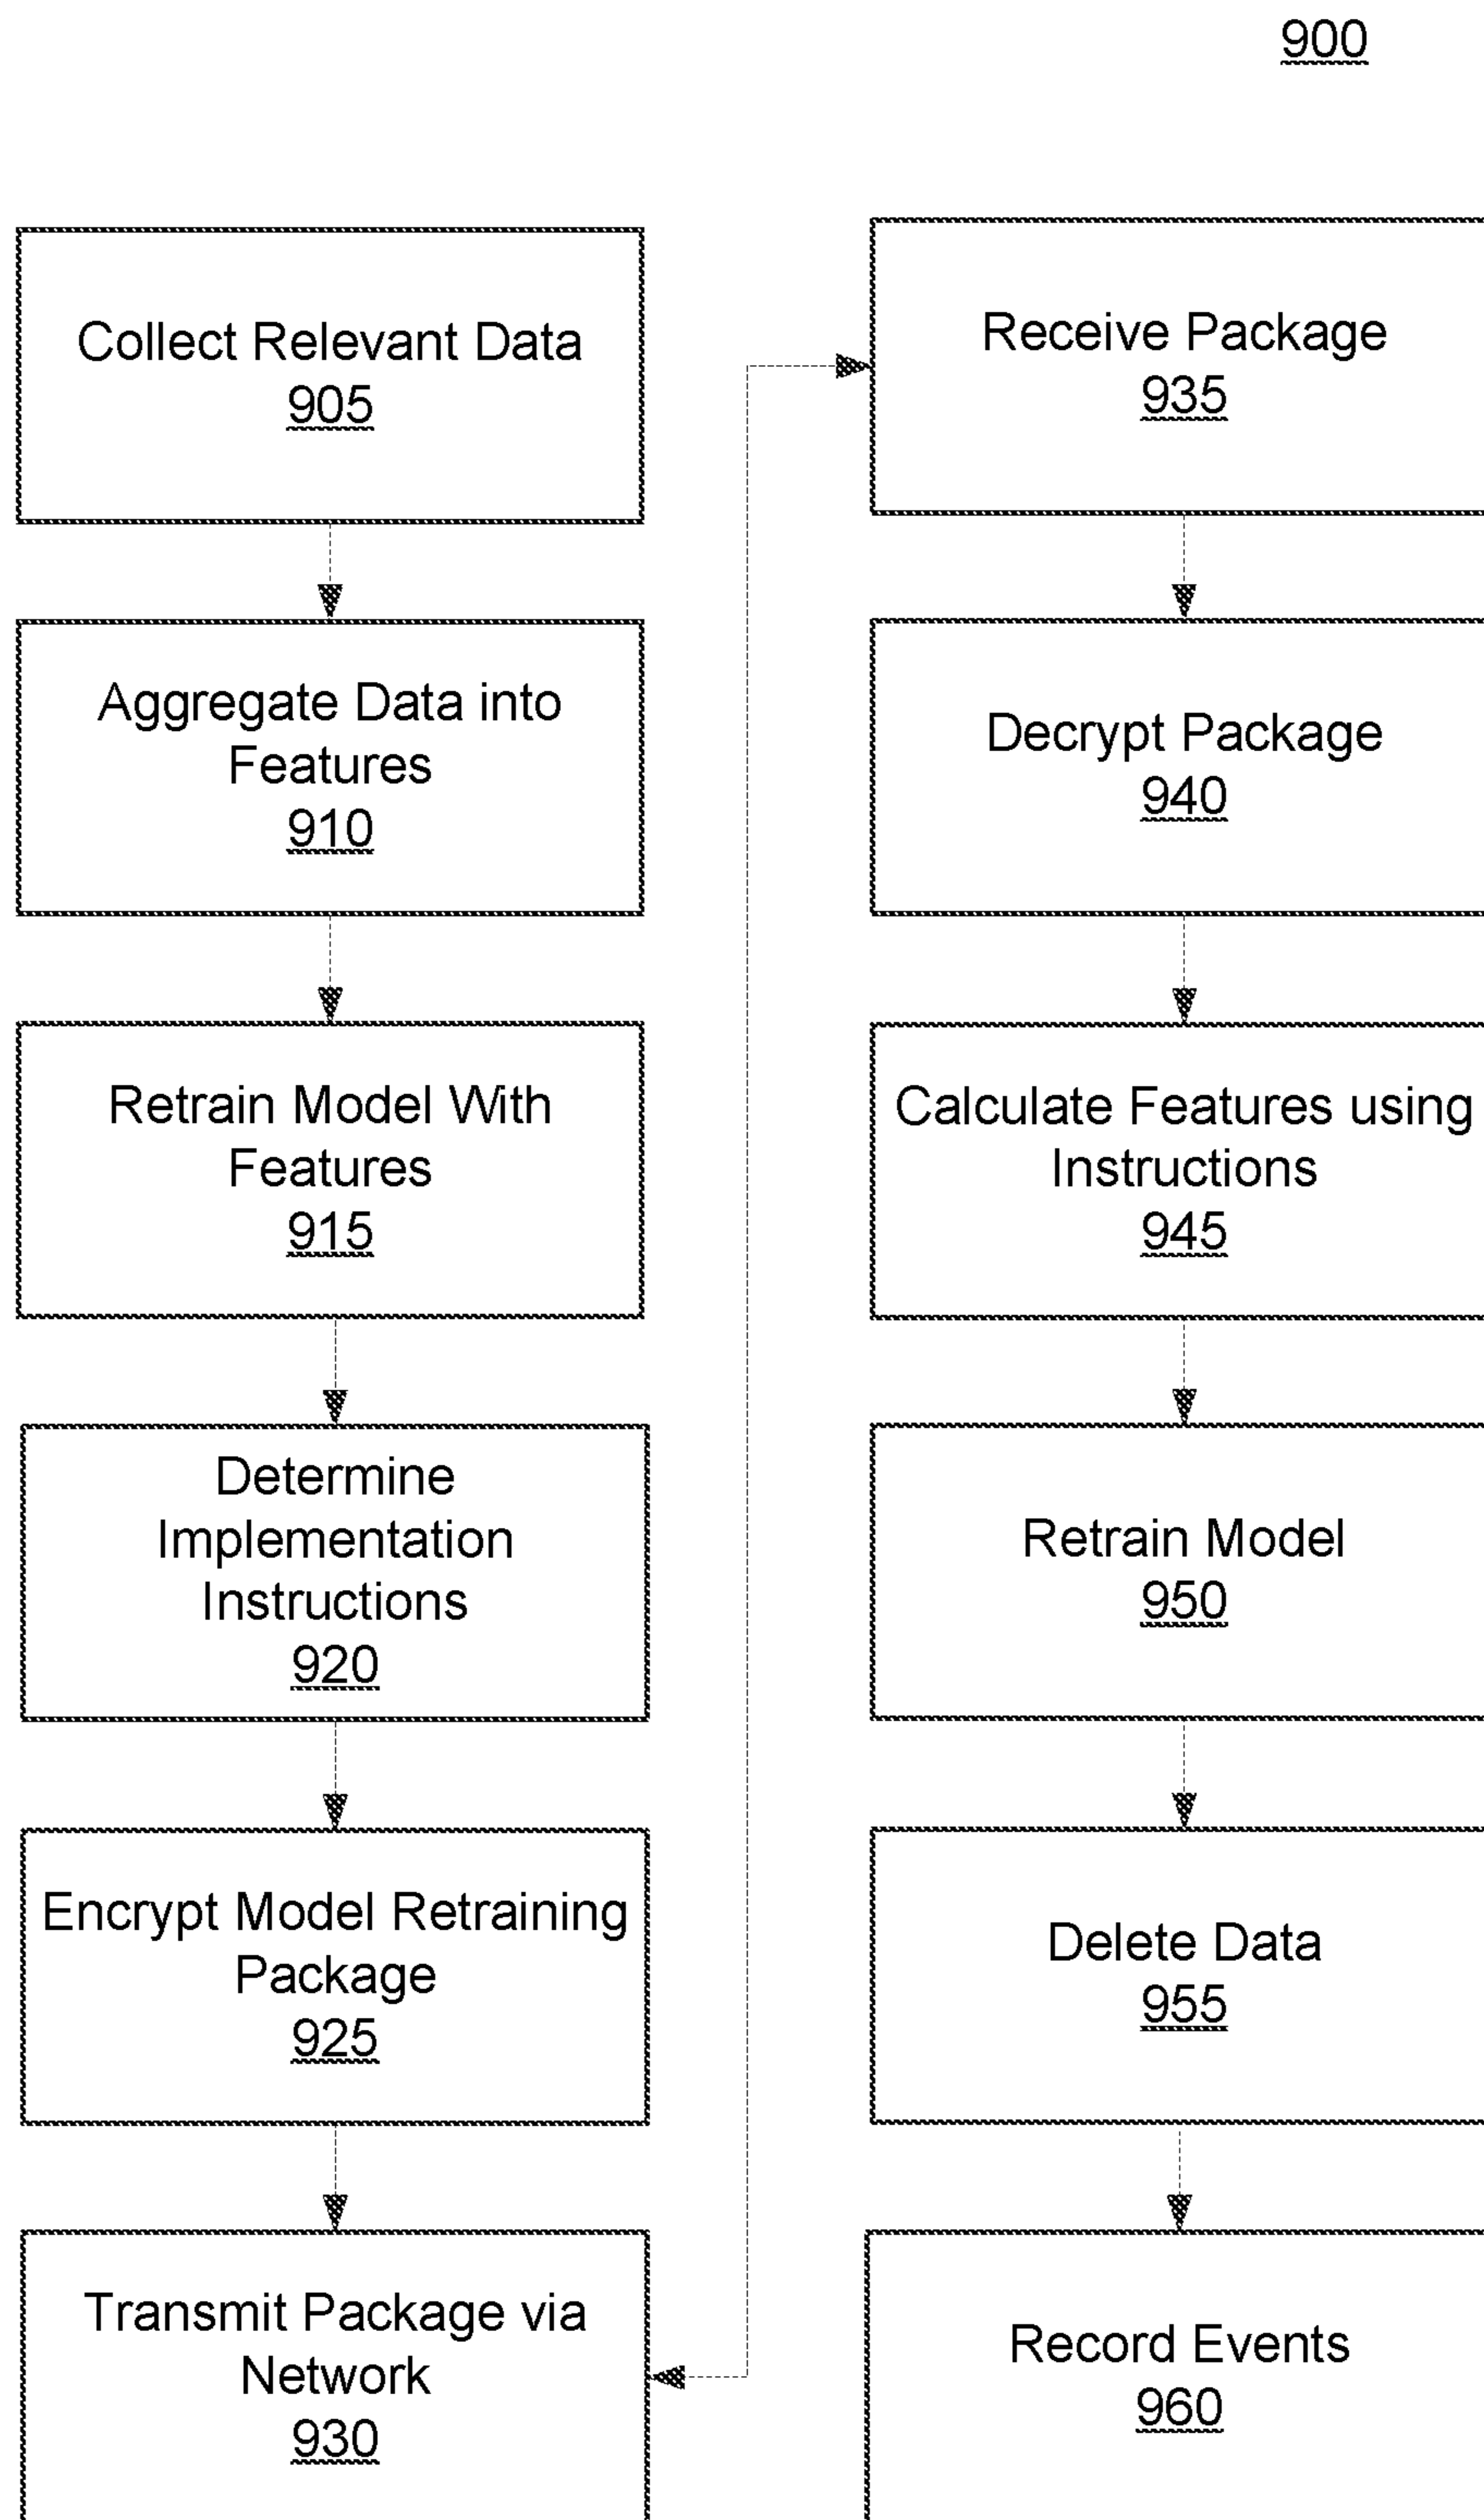 900
Collect Relevant Data
905
Aggregate Data into
Features
910
Retrain Model With
Features
915
Determine
Implementation
Instructions
920
Encrypt Model Retraining
Package
925
Transmit Package via
Network
930
Receive Package
935
Decrypt Package
940
Calculate Features using
Instructions
945
Retrain Model
950
Delete Data
955
Record Events
960